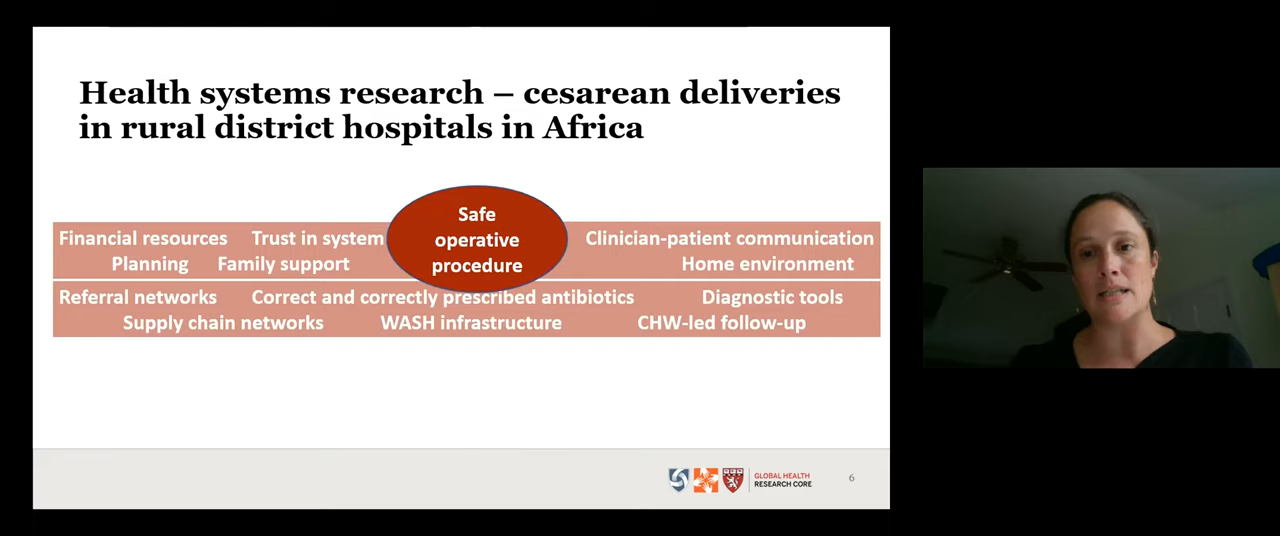 Health systems research – cesarean deliveries
in rural district hospitals in Africa
Safe
operative
procedure
Financial resources Trust in system
Clinician-patient communication
Planning Family support
Home environment
Referral networks Correct and correctly prescribed antibiotics Diagnostic tools
Supply chain networks WASH infrastructure CHW-led follow-up
GLOBAL HEALTH
RESEARCH CORE
6